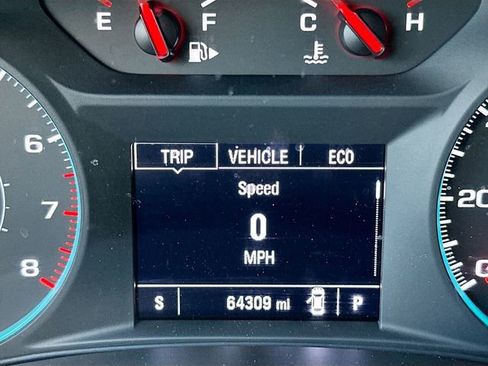 E F C H
6
7
8
20
TRIP VEHICLE ECO
Speed
0
MPH
S 64309 mi P